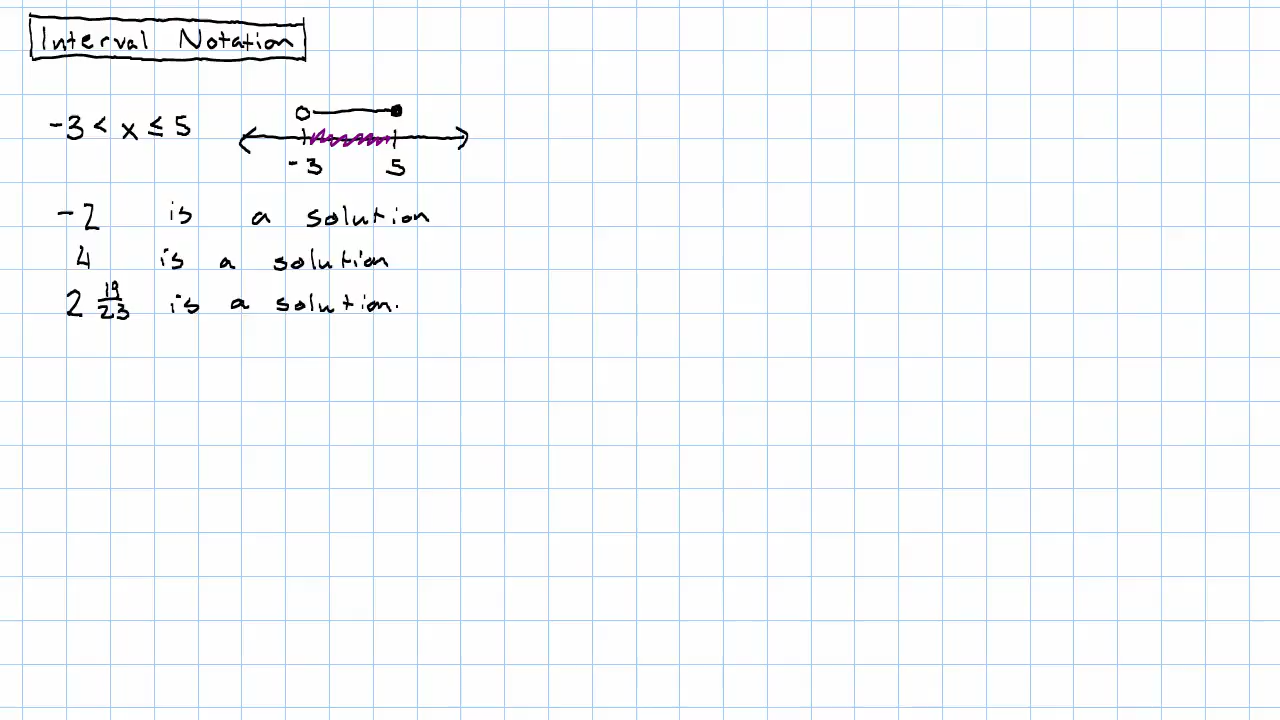 Interval Notation
-3 < x ≤ 5
-3 5
-2 is a solution
4 is a solution
2 19/23 is a solution.